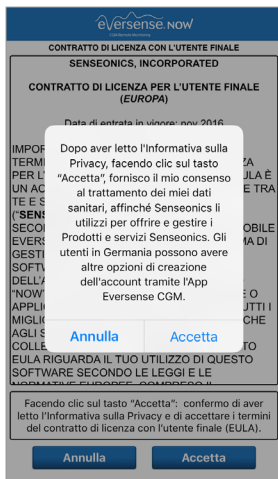 eversense. NOW
CGM Remote Monitoring
CONTRATTO DI LICENZA CON L'UTENTE FINALE
SENSEONICS, INCORPORATED
CONTRATTO DI LICENZA PER L'UTENTE FINALE
(EUROPA)
Data di entrata in vigore: nov 2016
Dopo aver letto l'Informativa sulla
Privacy, facendo clic sul tasto
“Accetta”, fornisco il mio consenso
al trattamento dei miei dati
sanitari, affinché Senseonics li
utilizzi per offrire e gestire i
Prodotti e servizi Senseonics. Gli
utenti in Germania possono avere
altre opzioni di creazione
dell'account tramite l'App
Eversense CGM.
Annulla Accetta
EULA RIGUARDA IL TUO UTILIZZO DI QUESTO
SOFTWARE SECONDO LE LEGGI E LE
NORMATIVE EUROPEE, COMPRESO IL
Facendo clic sul tasto “Accetta”: confermo di aver
letto l'Informativa sulla Privacy e di accettare i termini
del contratto di licenza con l'utente finale (EULA).
Annulla Accetta